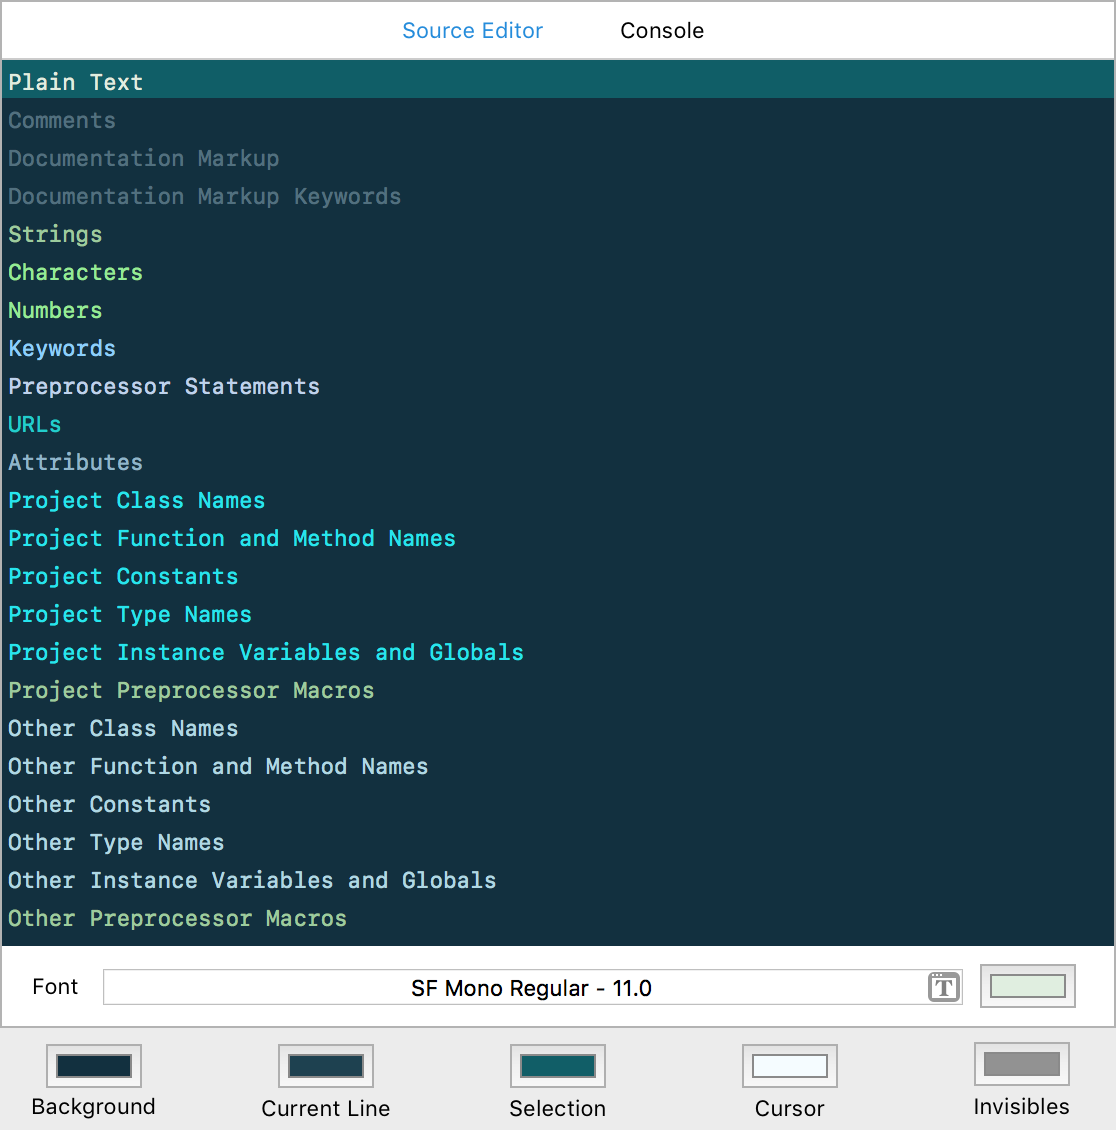 Source Editor Console
Plain Text
Comments
Documentation Markup
Documentation Markup Keywords
Strings
Characters
Numbers
Keywords
Preprocessor Statements
URLs
Attributes
Project Class Names
Project Function and Method Names
Project Constants
Project Type Names
Project Instance Variables and Globals
Project Preprocessor Macros
Other Class Names
Other Function and Method Names
Other Constants
Other Type Names
Other Instance Variables and Globals
Other Preprocessor Macros
Font SF Mono Regular - 11.0 T
Background Current Line Selection Cursor Invisibles